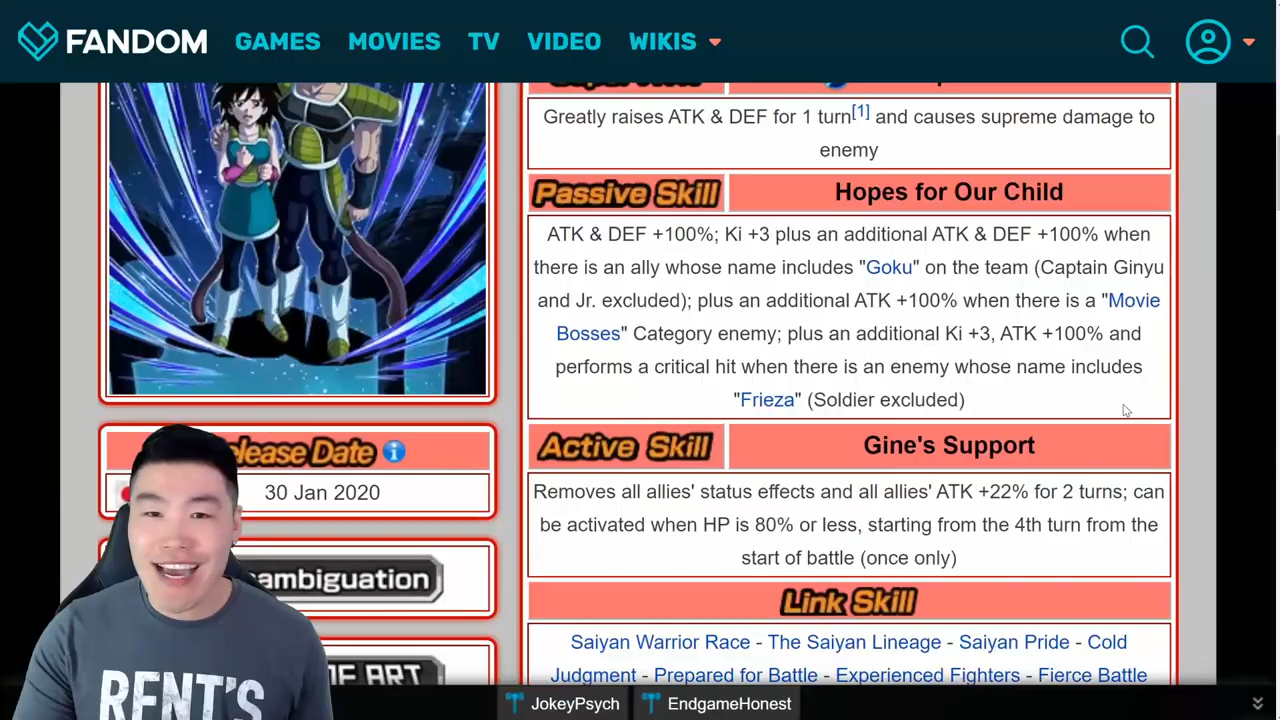 FANDOM GAMES MOVIES TV VIDEO WIKIS
Greatly raises ATK & DEF for 1 turn[1] and causes supreme damage to
enemy
Passive Skill Hopes for Our Child
ATK & DEF +100%; Ki +3 plus an additional ATK & DEF +100% when
there is an ally whose name includes "Goku" on the team (Captain Ginyu
and Jr. excluded); plus an additional ATK +100% when there is a "Movie
Bosses" Category enemy; plus an additional Ki +3, ATK +100% and
performs a critical hit when there is an enemy whose name includes
"Frieza" (Soldier excluded)
Active Skill Gine's Support
Removes all allies' status effects and all allies' ATK +22% for 2 turns; can
be activated when HP is 80% or less, starting from the 4th turn from the
start of battle (once only)
Link Skill
Saiyan Warrior Race - The Saiyan Lineage - Saiyan Pride - Cold
Judgment - Prepared for Battle - Experienced Fighters - Fierce Battle
elease Date i
30 Jan 2020
ambiguation
ART
RENT'S
JokeyPsych EndgameHonest